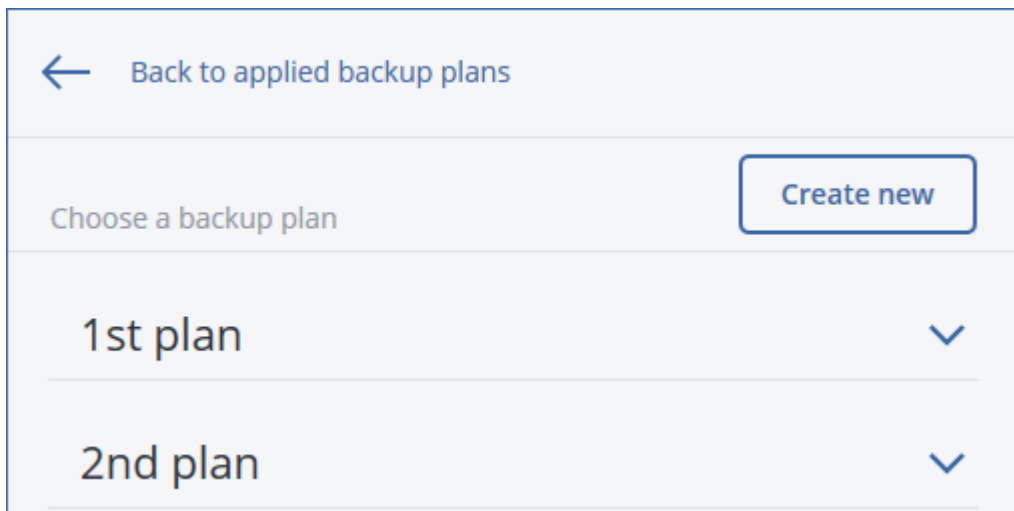 Back to applied backup plans
Create new
Choose a backup plan
1st plan
2nd plan